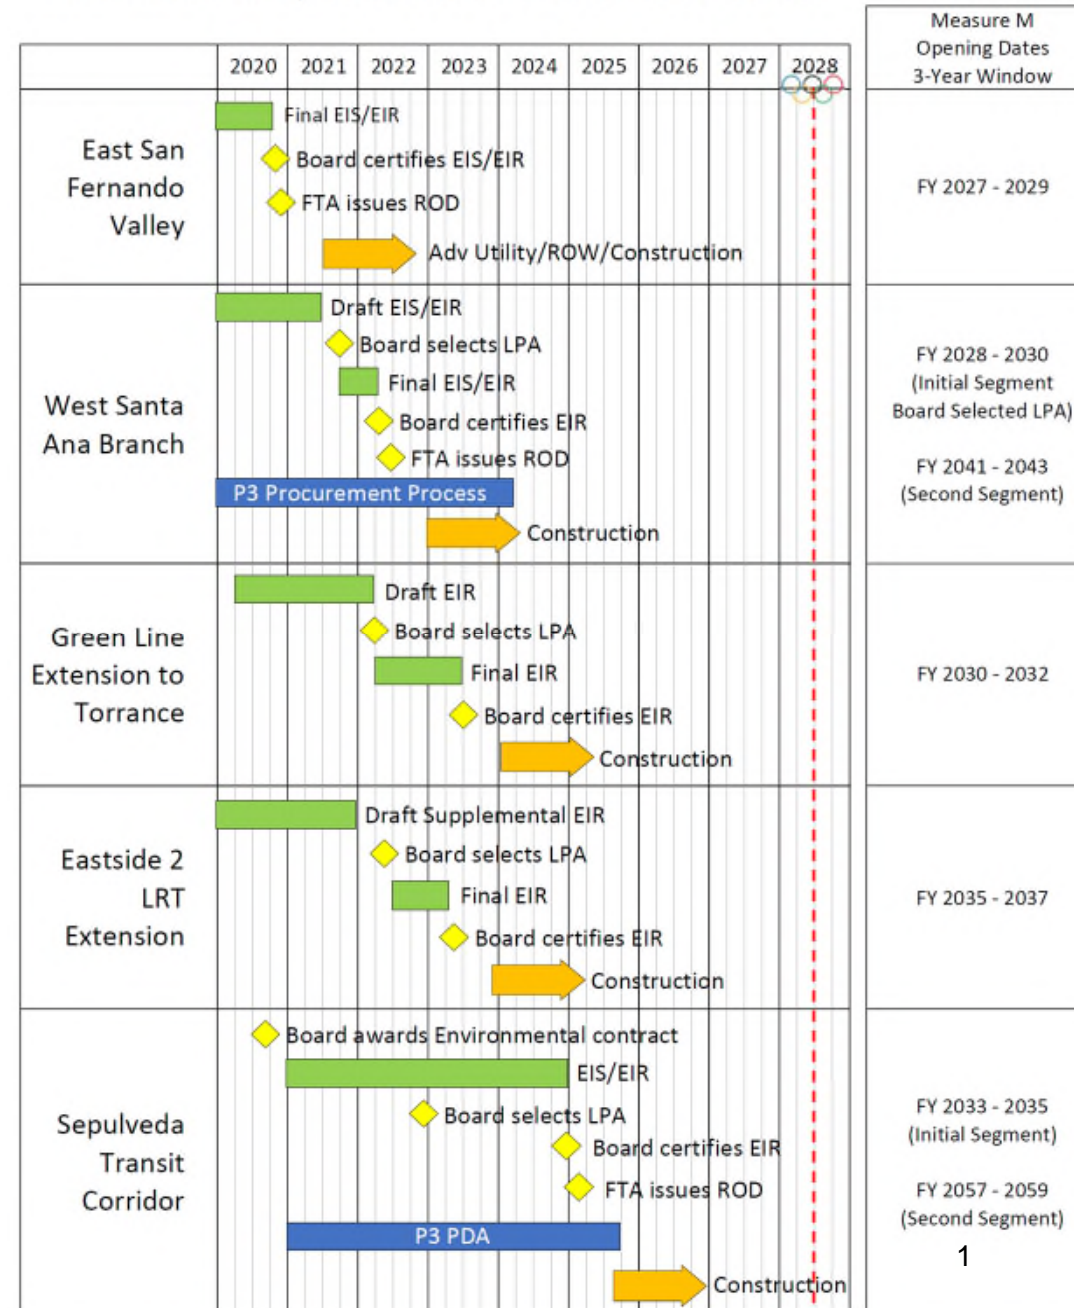 Measure M
Opening Dates
3-Year Window
2020 2021 2022 2023 2024 2025 2026 2027 2028
East San
Fernando
Valley
Final EIS/EIR
Board certifies EIS/EIR
FTA issues ROD
Adv Utility/ROW/Construction
FY 2027 - 2029
West Santa
Ana Branch
Draft EIS/EIR
Board selects LPA
Final EIS/EIR
Board certifies EIR
FTA issues ROD
P3 Procurement Process
Construction
FY 2028 - 2030
(Initial Segment
Board Selected LPA)
FY 2041 - 2043
(Second Segment)
Green Line
Extension to
Torrance
Draft EIR
Board selects LPA
Final EIR
Board certifies EIR
Construction
FY 2030 - 2032
Eastside 2
LRT
Extension
Draft Supplemental EIR
Board selects LPA
Final EIR
Board certifies EIR
Construction
FY 2035 - 2037
Sepulveda
Transit
Corridor
Board awards Environmental contract
EIS/EIR
Board selects LPA
Board certifies EIR
FTA issues ROD
P3 PDA
Construction
FY 2033 - 2035
(Initial Segment)
FY 2057 - 2059
(Second Segment)
1